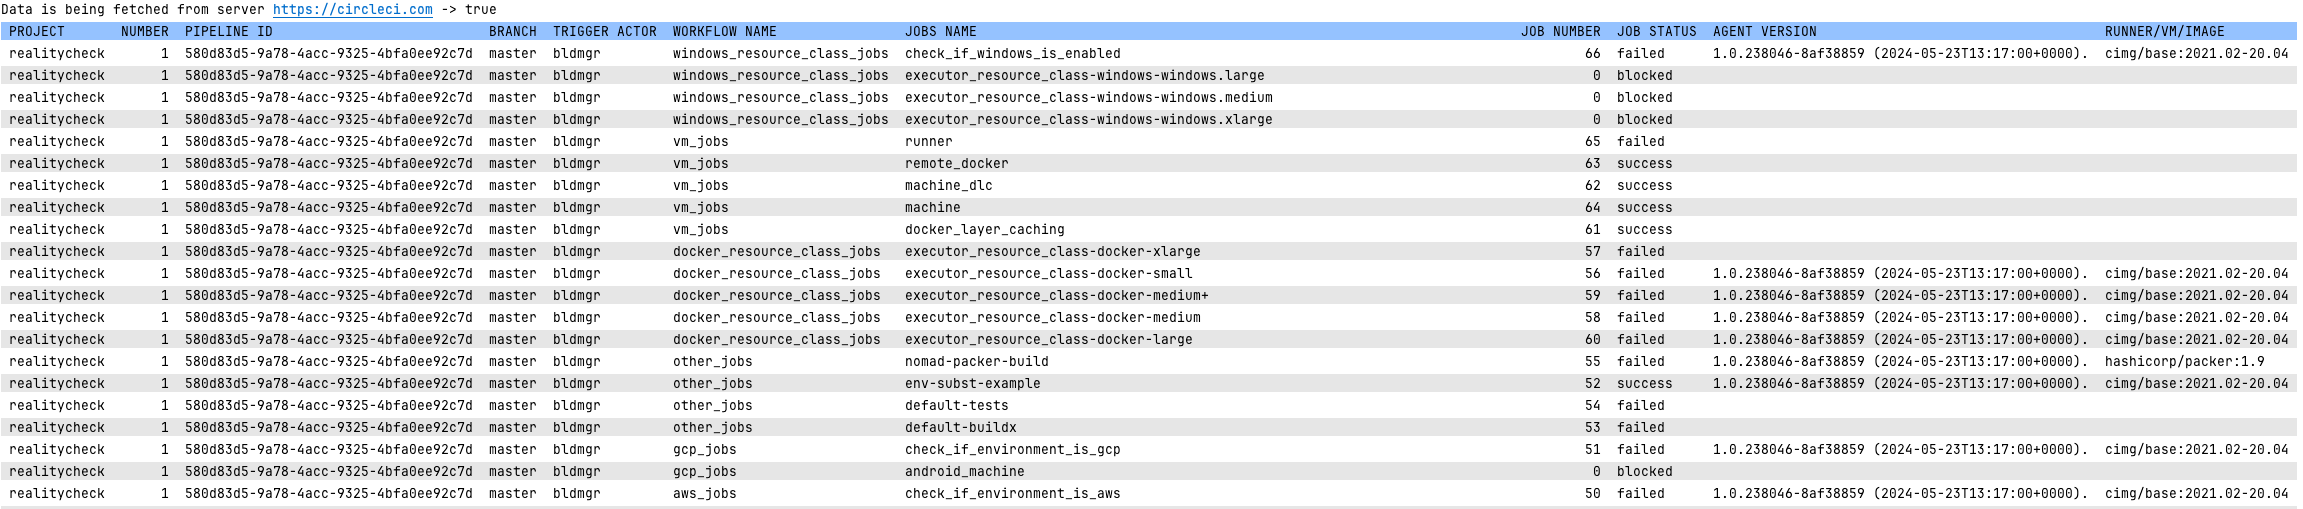 Data is being fetched from server https://circleci.com -> true
PROJECT NUMBER PIPELINE ID BRANCH TRIGGER ACTOR WORKFLOW NAME JOBS NAME JOB NUMBER JOB STATUS AGENT VERSION RUNNER/VM/IMAGE
realitycheck 1 580d83d5-9a78-4acc-9325-4bfa0ee92c7d master bldmgr windows_resource_class_jobs check_if_windows_is_enabled 66 failed 1.0.238046-8af38859 (2024-05-23T13:17:00+0000). cimg/base:2021.02-20.04
realitycheck 1 580d83d5-9a78-4acc-9325-4bfa0ee92c7d master bldmgr windows_resource_class_jobs executor_resource_class-windows-windows.large 0 blocked
realitycheck 1 580d83d5-9a78-4acc-9325-4bfa0ee92c7d master bldmgr windows_resource_class_jobs executor_resource_class-windows-windows.medium 0 blocked
realitycheck 1 580d83d5-9a78-4acc-9325-4bfa0ee92c7d master bldmgr windows_resource_class_jobs executor_resource_class-windows-windows.xlarge 0 blocked
realitycheck 1 580d83d5-9a78-4acc-9325-4bfa0ee92c7d master bldmgr vm_jobs runner 65 failed
realitycheck 1 580d83d5-9a78-4acc-9325-4bfa0ee92c7d master bldmgr vm_jobs remote_docker 63 success
realitycheck 1 580d83d5-9a78-4acc-9325-4bfa0ee92c7d master bldmgr vm_jobs machine_dlc 62 success
realitycheck 1 580d83d5-9a78-4acc-9325-4bfa0ee92c7d master bldmgr vm_jobs machine 64 success
realitycheck 1 580d83d5-9a78-4acc-9325-4bfa0ee92c7d master bldmgr vm_jobs docker_layer_caching 61 success
realitycheck 1 580d83d5-9a78-4acc-9325-4bfa0ee92c7d master bldmgr docker_resource_class_jobs executor_resource_class-docker-xlarge 57 failed
realitycheck 1 580d83d5-9a78-4acc-9325-4bfa0ee92c7d master bldmgr docker_resource_class_jobs executor_resource_class-docker-small 56 failed 1.0.238046-8af38859 (2024-05-23T13:17:00+0000). cimg/base:2021.02-20.04
realitycheck 1 580d83d5-9a78-4acc-9325-4bfa0ee92c7d master bldmgr docker_resource_class_jobs executor_resource_class-docker-medium+ 59 failed 1.0.238046-8af38859 (2024-05-23T13:17:00+0000). cimg/base:2021.02-20.04
realitycheck 1 580d83d5-9a78-4acc-9325-4bfa0ee92c7d master bldmgr docker_resource_class_jobs executor_resource_class-docker-medium 58 failed 1.0.238046-8af38859 (2024-05-23T13:17:00+0000). cimg/base:2021.02-20.04
realitycheck 1 580d83d5-9a78-4acc-9325-4bfa0ee92c7d master bldmgr docker_resource_class_jobs executor_resource_class-docker-large 60 failed 1.0.238046-8af38859 (2024-05-23T13:17:00+0000). cimg/base:2021.02-20.04
realitycheck 1 580d83d5-9a78-4acc-9325-4bfa0ee92c7d master bldmgr other_jobs nomad-packer-build 55 failed 1.0.238046-8af38859 (2024-05-23T13:17:00+0000). hashicorp/packer:1.9
realitycheck 1 580d83d5-9a78-4acc-9325-4bfa0ee92c7d master bldmgr other_jobs env-subst-example 52 success 1.0.238046-8af38859 (2024-05-23T13:17:00+0000). cimg/base:2021.02-20.04
realitycheck 1 580d83d5-9a78-4acc-9325-4bfa0ee92c7d master bldmgr other_jobs default-tests 54 failed
realitycheck 1 580d83d5-9a78-4acc-9325-4bfa0ee92c7d master bldmgr other_jobs default-buildx 53 failed
realitycheck 1 580d83d5-9a78-4acc-9325-4bfa0ee92c7d master bldmgr gcp_jobs check_if_environment_is_gcp 51 failed 1.0.238046-8af38859 (2024-05-23T13:17:00+0000). cimg/base:2021.02-20.04
realitycheck 1 580d83d5-9a78-4acc-9325-4bfa0ee92c7d master bldmgr gcp_jobs android_machine 0 blocked
realitycheck 1 580d83d5-9a78-4acc-9325-4bfa0ee92c7d master bldmgr aws_jobs check_if_environment_is_aws 50 failed 1.0.238046-8af38859 (2024-05-23T13:17:00+0000). cimg/base:2021.02-20.04